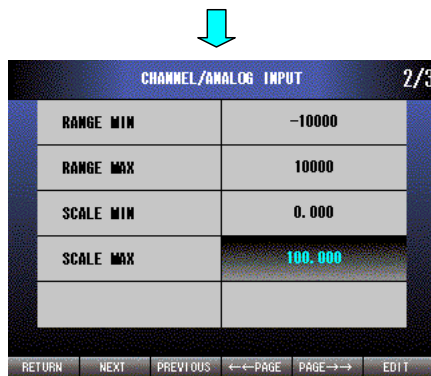 CHANNEL/ANALOG INPUT 2/3
RANGE MIN -10000
RANGE MAX 10000
SCALE MIN 0.000
SCALE MAX 100.000
RETURN NEXT PREVIOUS ←←PAGE PAGE→→ EDIT